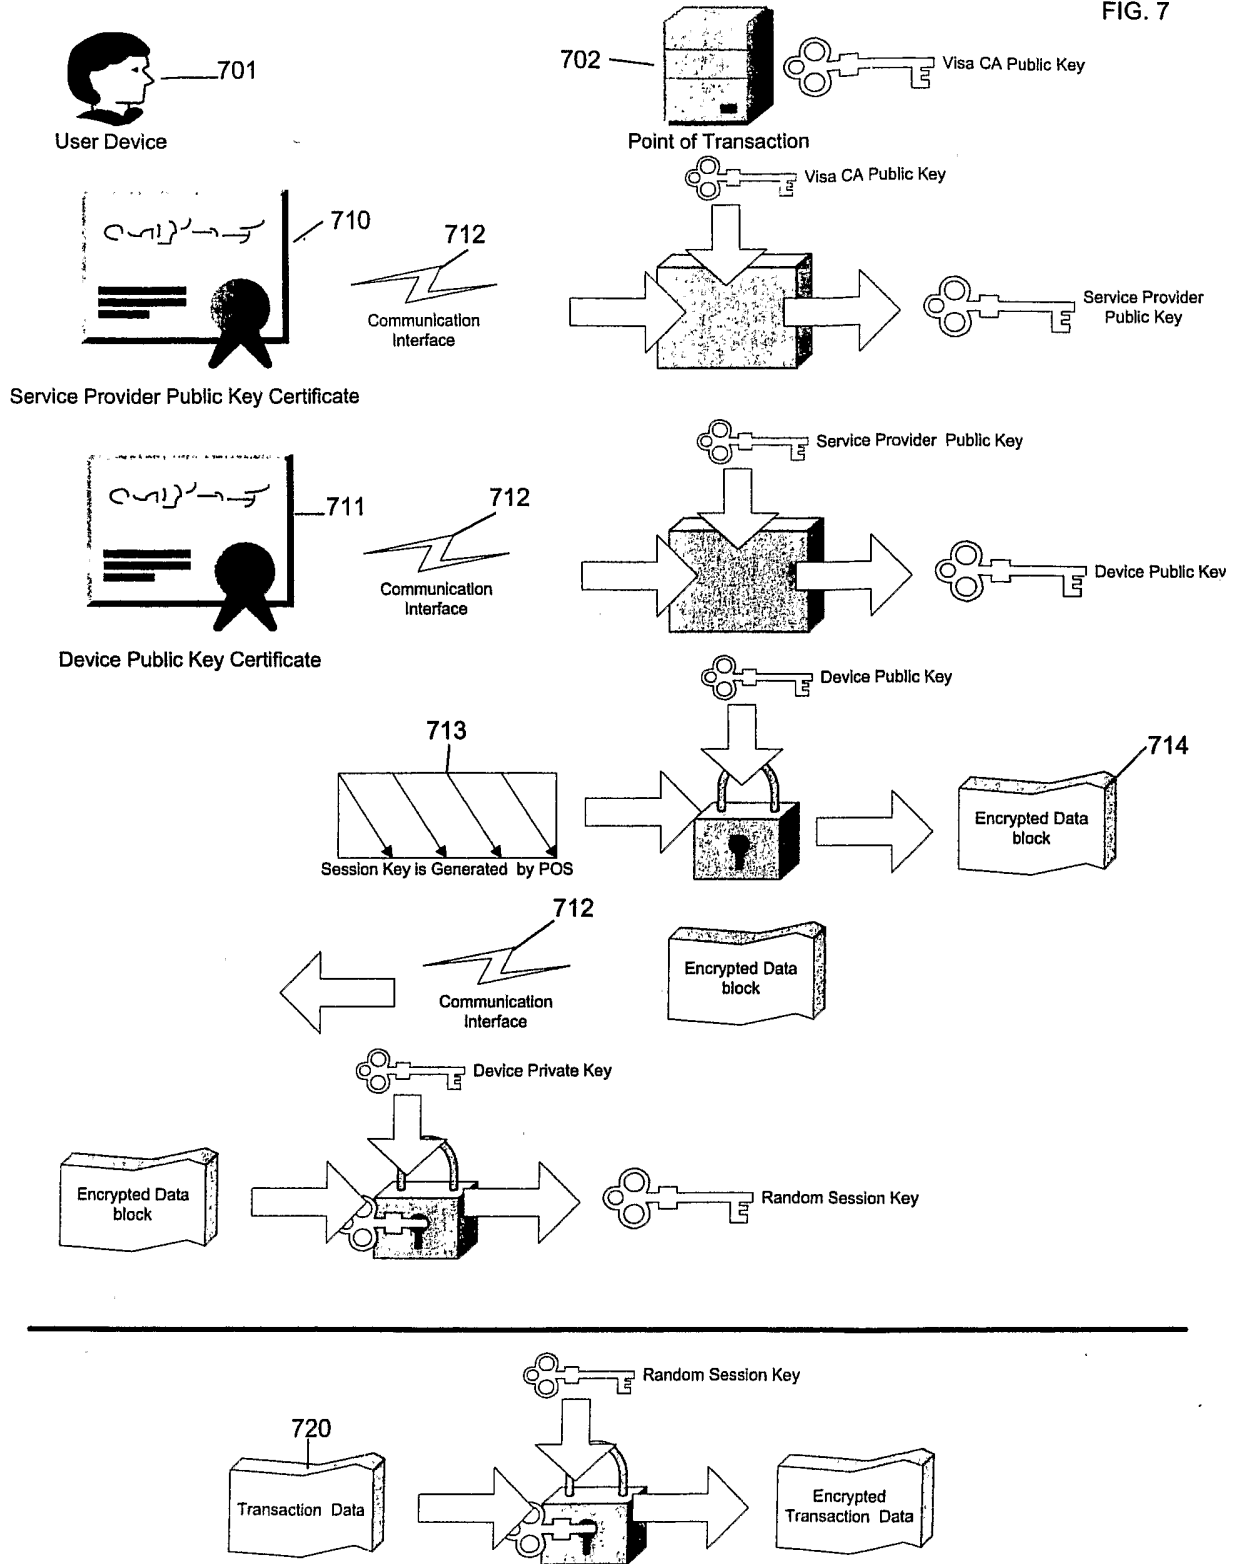 FIG. 7
701
702
Visa CA Public Key
User Device
Point of Transaction
Visa CA Public Key
710
712
Communication
Interface
Service Provider
Public Key
Service Provider Public Key Certificate
Service Provider Public Key
711
712
Communication
Interface
Device Public Key
Device Public Key Certificate
Device Public Key
713
714
Encrypted Data
block
Session Key is Generated by POS
712
Communication
Interface
Encrypted Data
block
Device Private Key
Encrypted Data
block
Random Session Key
Random Session Key
720
Transaction Data
Encrypted
Transaction Data